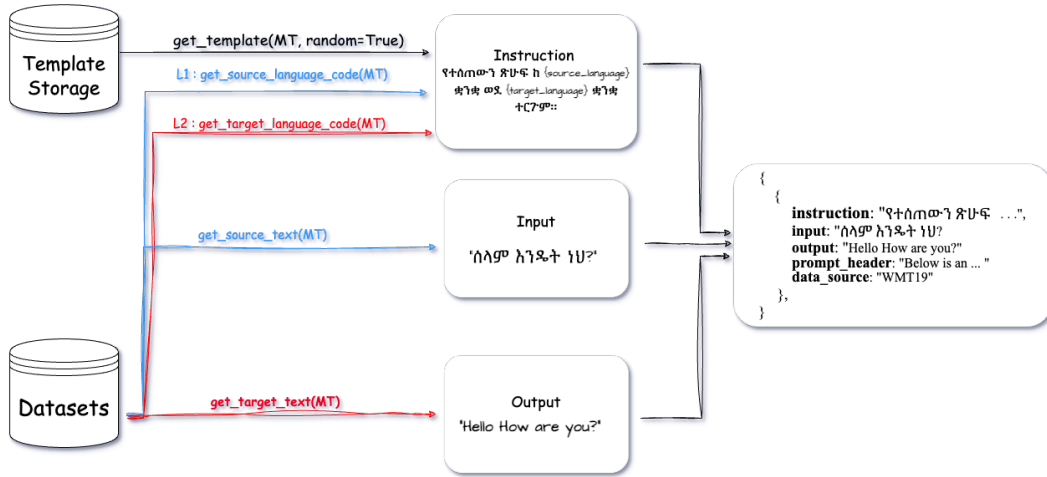 Template
Storage
get_template(MT, random=True)
L1 : get_source_language_code(MT)
L2 : get_target_language_code(MT)
Instruction
የተሰጠውን ጽሁፍ ከ {source_language}
ቋንቋ ወደ {target_language} ቋንቋ
ተርጉም።
get_source_text(MT)
Input
"ሰላም እንዴት ነህ?"
Datasets
get_target_text(MT)
Output
"Hello How are you?"
{
{
instruction: "የተሰጠውን ጽሁፍ ...",
input: "ሰላም እንዴት ነህ?
output: "Hello How are you?"
prompt_header: "Below is an ... "
data_source: "WMT19"
},
}